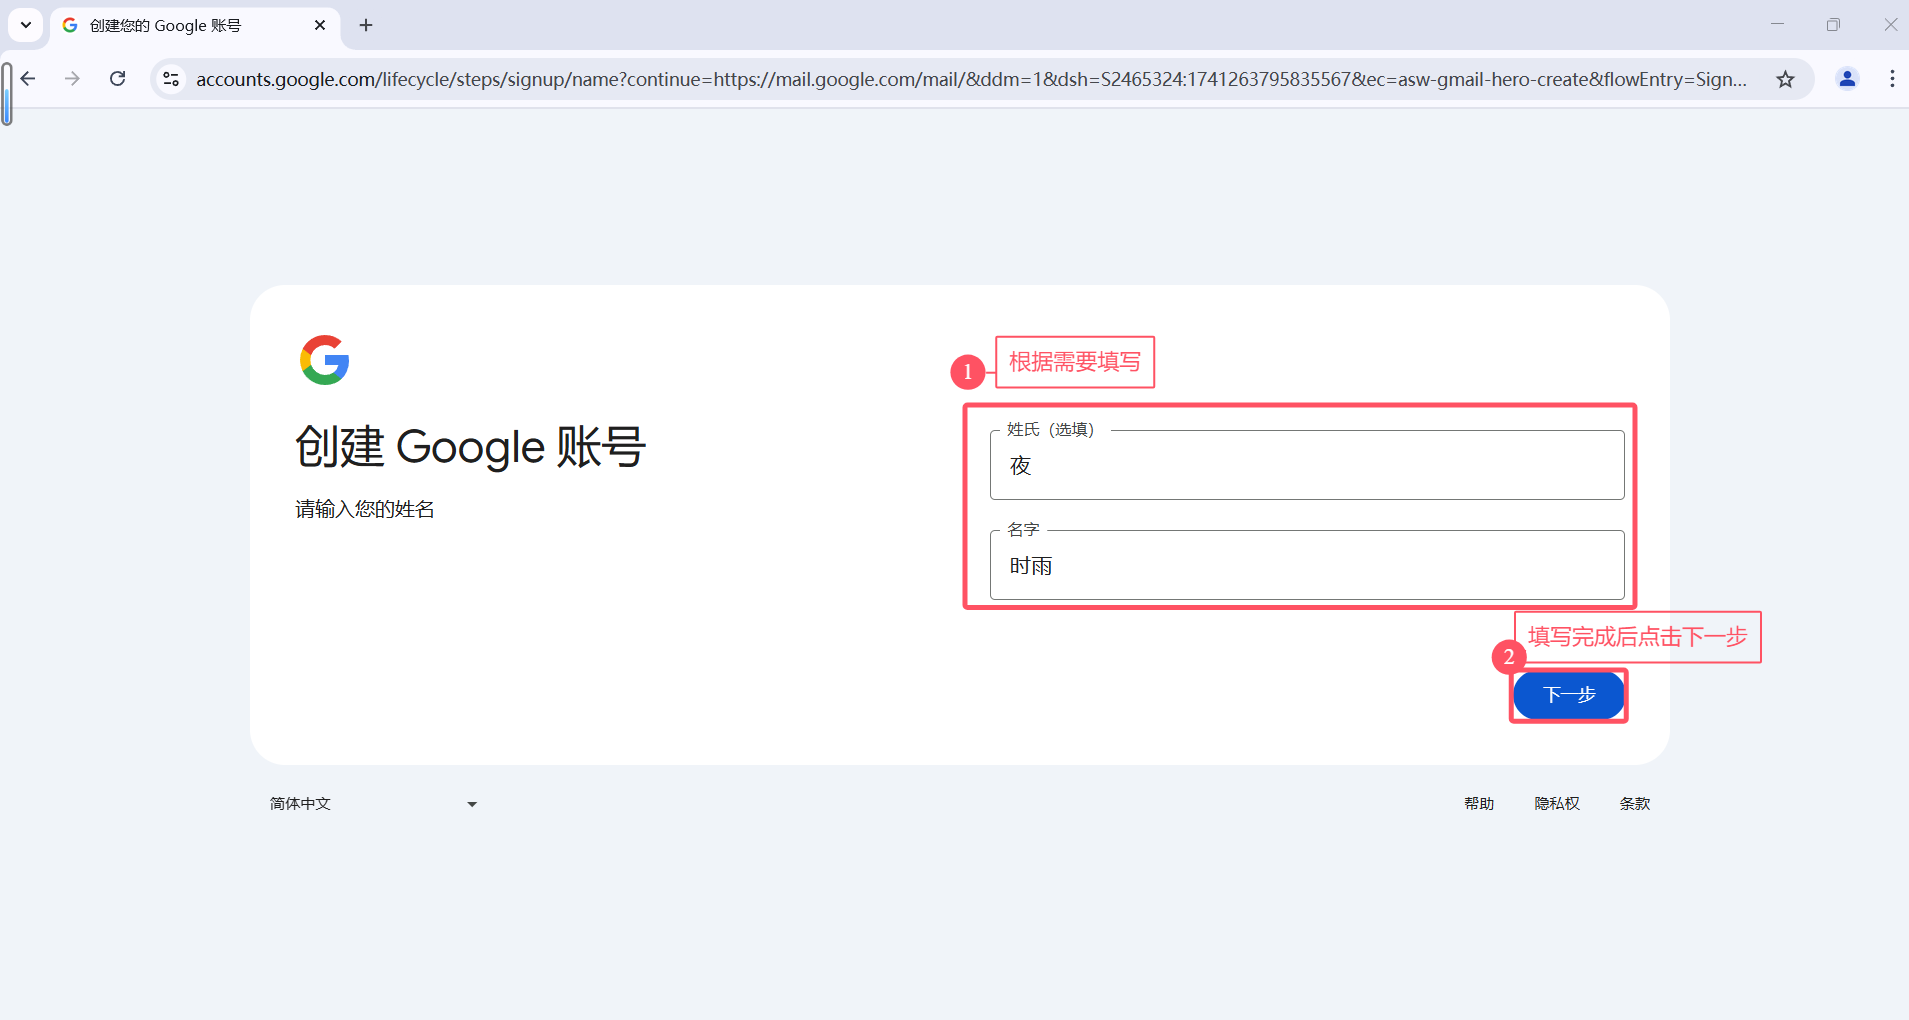 创建您的 Google 账号
accounts.google.com/lifecycle/steps/signup/name?continue=https://mail.google.com/mail/&ddm=1&dsh=S2465324:1741263795835567&ec=asw-gmail-hero-create&flowEntry=Sign...
1 根据需要填写
创建 Google 账号
请输入您的姓名
姓氏（选填）
夜
名字
时雨
填写完成后点击下一步
2
下一步
简体中文
帮助 隐私权 条款